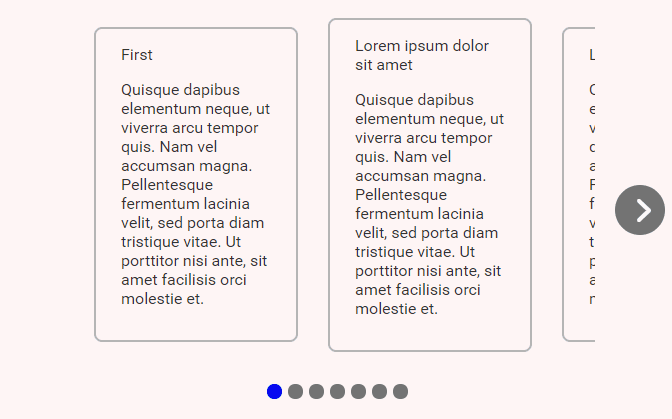 First
Quisque dapibus
elementum neque, ut
viverra arcu tempor
quis. Nam vel
accumsan magna.
Pellentesque
fermentum lacinia
velit, sed porta diam
tristique vitae. Ut
porttitor nisi ante, sit
amet facilisis orci
molestie et.
Lorem ipsum dolor
sit amet
Quisque dapibus
elementum neque, ut
viverra arcu tempor
quis. Nam vel
accumsan magna.
Pellentesque
fermentum lacinia
velit, sed porta diam
tristique vitae. Ut
porttitor nisi ante, sit
amet facilisis orci
molestie et.